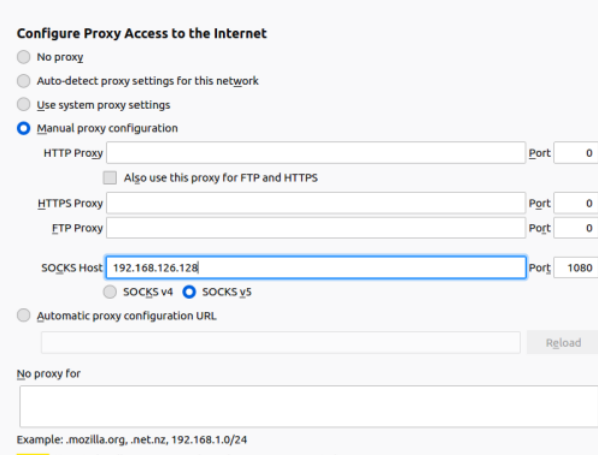 Configure Proxy Access to the Internet
No proxy
Auto-detect proxy settings for this network
Use system proxy settings
Manual proxy configuration
HTTP Proxy Port 0
Also use this proxy for FTP and HTTPS
HTTPS Proxy Port 0
FTP Proxy Port 0
SOCKS Host 192.168.126.128 Port 1080
SOCKS v4 SOCKS v5
Automatic proxy configuration URL
Reload
No proxy for
Example: .mozilla.org, .net.nz, 192.168.1.0/24